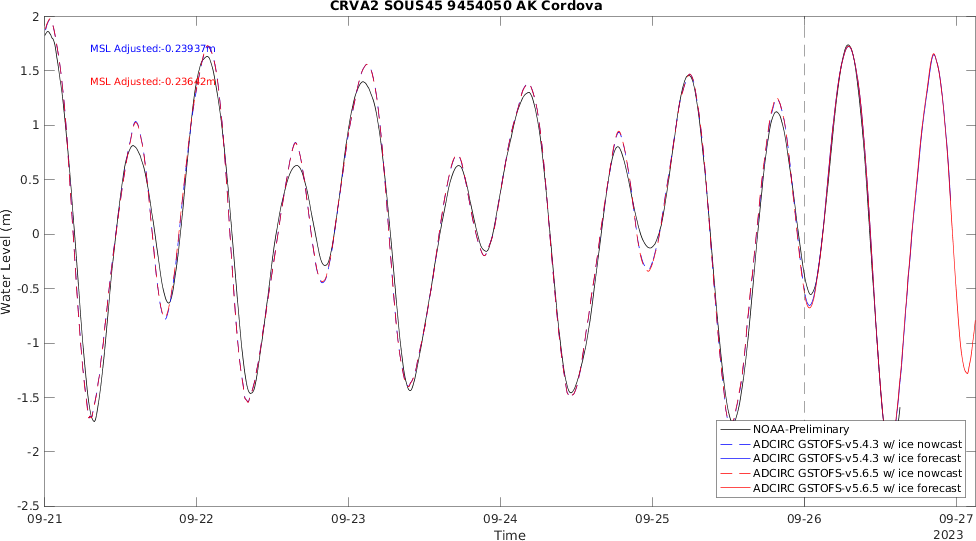 CRVA2 SOUS45 9454050 AK Cordova
MSL Adjusted:-0.23937m
MSL Adjusted:-0.23642m
Water Level (m)
2
1.5
1
0.5
0
-0.5
-1
-1.5
-2
-2.5
NOAA-Preliminary
ADCIRC GSTOFS-v5.4.3 w/ ice nowcast
ADCIRC GSTOFS-v5.4.3 w/ ice forecast
ADCIRC GSTOFS-v5.6.5 w/ ice nowcast
ADCIRC GSTOFS-v5.6.5 w/ ice forecast
09-21 09-22 09-23 09-24 09-25 09-26 09-27
Time
2023